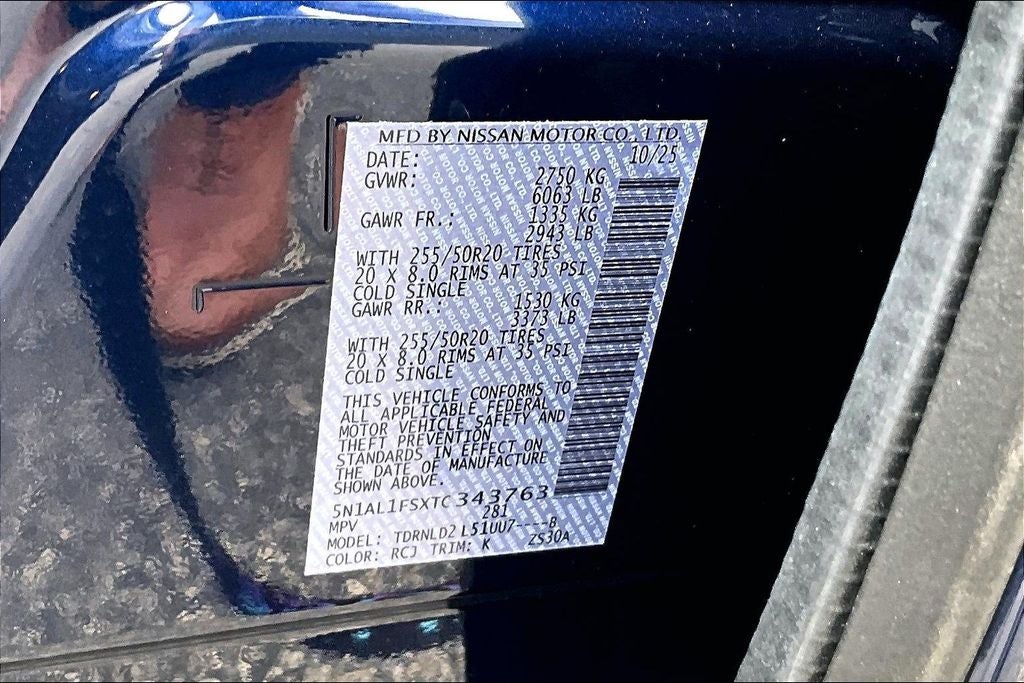 MFD BY NISSAN MOTOR CO., LTD.
DATE: 10/25
GVWR: 2750 KG
6063 LB
GAWR FR.: 1335 KG
2943 LB
WITH 255/50R20 TIRES
20 X 8.0 RIMS AT 35 PSI
COLD SINGLE
GAWR RR.: 1530 KG
3373 LB
WITH 255/50R20 TIRES
20 X 8.0 RIMS AT 35 PSI
COLD SINGLE
THIS VEHICLE CONFORMS TO
ALL APPLICABLE FEDERAL
MOTOR VEHICLE SAFETY AND
THEFT PREVENTION
STANDARDS IN EFFECT ON
THE DATE OF MANUFACTURE
SHOWN ABOVE.
5N1AL1FSXTC343763
MPV 281
MODEL: TDRNLD2 L51UU7----B
COLOR: RCJ TRIM: K ZS30A